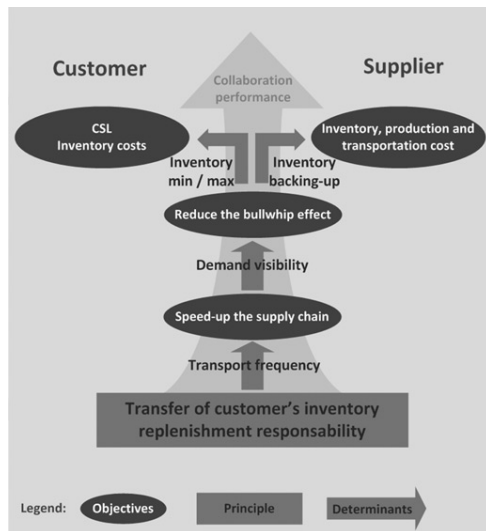 Customer
Supplier
Collaboration
performance
CSL
Inventory costs
Inventory, production and
transportation cost
Inventory
min / max
Inventory
backing-up
Reduce the bullwhip effect
Demand visibility
Speed-up the supply chain
Transport frequency
Transfer of customer's inventory
replenishment responsability
Legend:
Objectives
Principle
Determinants